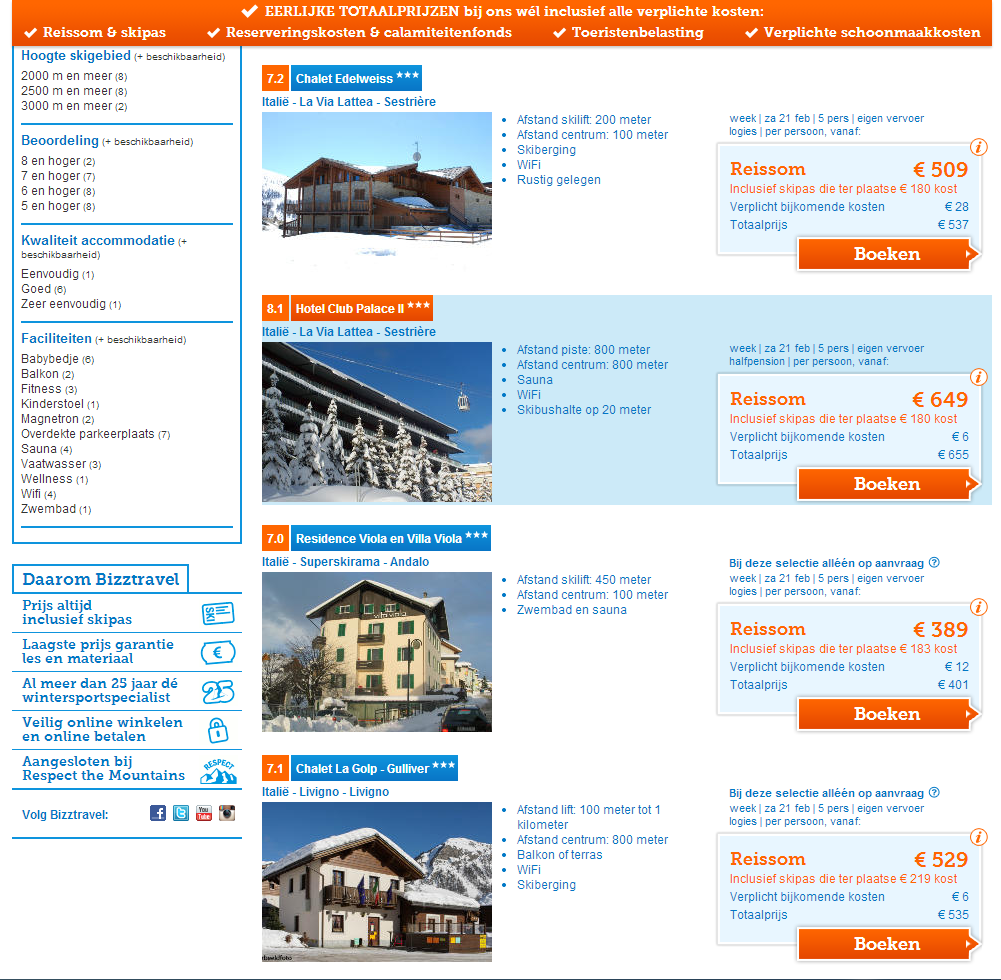 EERLIJKE TOTAALPRIJZEN bij ons wél inclusief alle verplichte kosten:
Reissom & skipas
Reserveringskosten & calamiteitenfonds
Toeristenbelasting
Verplichte schoonmaakkosten
Hoogte skigebied (+ beschikbaarheid)
2000 m en meer (8)
2500 m en meer (8)
3000 m en meer (2)
Beoordeling (+ beschikbaarheid)
8 en hoger (2)
7 en hoger (7)
6 en hoger (8)
5 en hoger (8)
Kwaliteit accommodatie (+
beschikbaarheid)
Eenvoudig (1)
Goed (6)
Zeer eenvoudig (1)
Faciliteiten (+ beschikbaarheid)
Babybedje (6)
Balkon (2)
Fitness (3)
Kinderstoel (1)
Magnetron (2)
Overdekte parkeerplaats (7)
Sauna (4)
Vaatwasser (3)
Wellness (1)
Wifi (4)
Zwembad (1)
Daarom Bizztravel
Prijs altijd
inclusief skipas
SKI
Laagste prijs garantie
les en materiaal
€
Al meer dan 25 jaar dé
wintersportspecialist
25
Veilig online winkelen
en online betalen
Aangesloten bij
Respect the Mountains
RESPECT
Volg Bizztravel:
You
Tube
7.2 Chalet Edelweiss ***
Italië - La Via Lattea - Sestrière
• Afstand skilift: 200 meter
• Afstand centrum: 100 meter
• Skiberging
• WiFi
• Rustig gelegen
week | za 21 feb | 5 pers | eigen vervoer
logies | per persoon, vanaf:
i
Reissom € 509
Inclusief skipas die ter plaatse € 180 kost
Verplicht bijkomende kosten € 28
Totaalprijs € 537
Boeken
8.1 Hotel Club Palace II ***
Italië - La Via Lattea - Sestrière
• Afstand piste: 800 meter
• Afstand centrum: 800 meter
• Sauna
• WiFi
• Skibushalte op 20 meter
week | za 21 feb | 5 pers | eigen vervoer
halfpension | per persoon, vanaf:
i
Reissom € 649
Inclusief skipas die ter plaatse € 180 kost
Verplicht bijkomende kosten € 6
Totaalprijs € 655
Boeken
7.0 Residence Viola en Villa Viola ***
Italië - Superskirama - Andalo
• Afstand skilift: 450 meter
• Afstand centrum: 100 meter
• Zwembad en sauna
Bij deze selectie alléén op aanvraag ?
week | za 21 feb | 5 pers | eigen vervoer
logies | per persoon, vanaf:
i
Reissom € 389
Inclusief skipas die ter plaatse € 183 kost
Verplicht bijkomende kosten € 12
Totaalprijs € 401
Boeken
7.1 Chalet La Golp - Gulliver ***
Italië - Livigno - Livigno
• Afstand lift: 100 meter tot 1
kilometer
• Afstand centrum: 800 meter
• Balkon of terras
• WiFi
• Skiberging
Bij deze selectie alléén op aanvraag ?
week | za 21 feb | 5 pers | eigen vervoer
logies | per persoon, vanaf:
i
Reissom € 529
Inclusief skipas die ter plaatse € 219 kost
Verplicht bijkomende kosten € 6
Totaalprijs € 535
Boeken